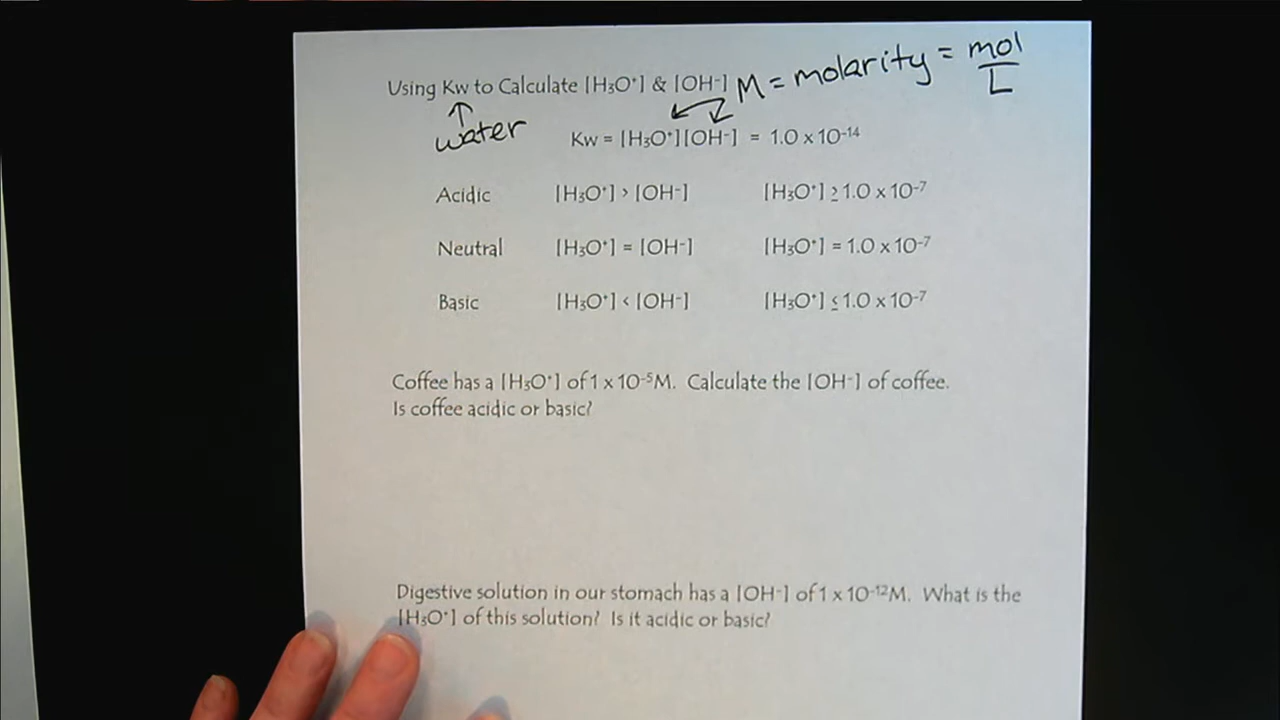 Using Kw to Calculate [H₃O⁺] & [OH⁻] M = molarity = mol/L
water
Kw = [H₃O⁺][OH⁻] = 1.0 x 10⁻¹⁴
Acidic [H₃O⁺] > [OH⁻] [H₃O⁺] ≥ 1.0 x 10⁻⁷
Neutral [H₃O⁺] = [OH⁻] [H₃O⁺] = 1.0 x 10⁻⁷
Basic [H₃O⁺] < [OH⁻] [H₃O⁺] ≤ 1.0 x 10⁻⁷
Coffee has a [H₃O⁺] of 1 x 10⁻⁵M. Calculate the [OH⁻] of coffee.
Is coffee acidic or basic?
Digestive solution in our stomach has a [OH⁻] of 1 x 10⁻¹²M. What is the
[H₃O⁺] of this solution? Is it acidic or basic?